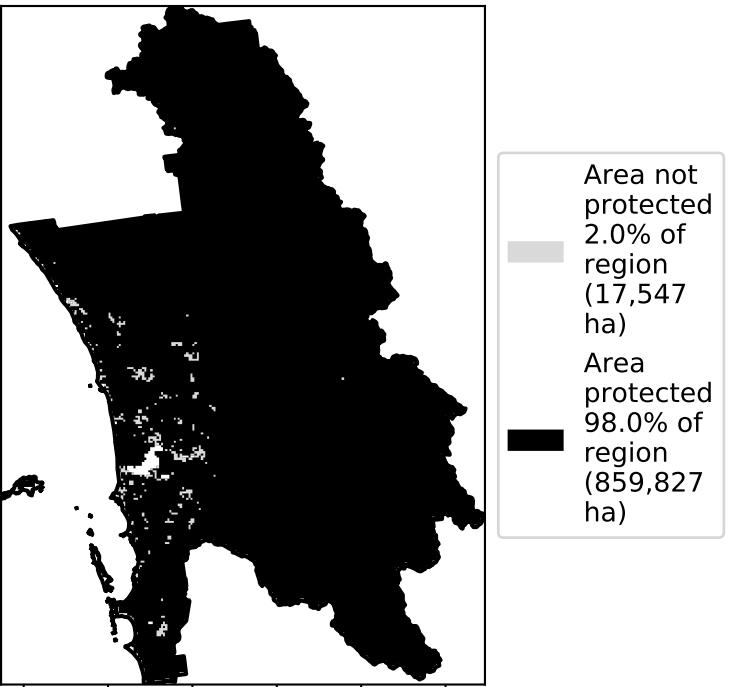 Area not
protected
2.0% of
region
(17,547
ha)
Area
protected
98.0% of
region
(859,827
ha)